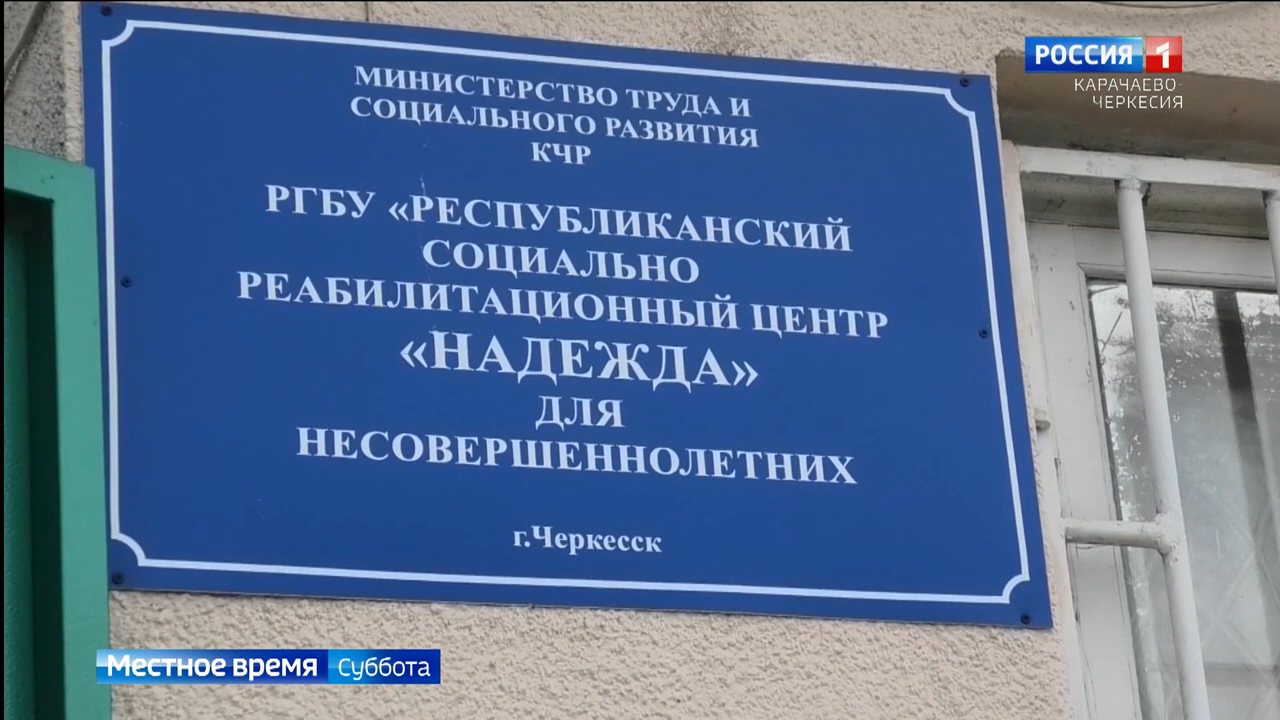 РОССИЯ 1
КАРАЧАЕВО-
ЧЕРКЕСИЯ
МИНИСТЕРСТВО ТРУДА И
СОЦИАЛЬНОГО РАЗВИТИЯ
КЧР
РГБУ «РЕСПУБЛИКАНСКИЙ
СОЦИАЛЬНО
РЕАБИЛИТАЦИОННЫЙ ЦЕНТР
«НАДЕЖДА»
ДЛЯ
НЕСОВЕРШЕННОЛЕТНИХ
г.Черкесск
Местное время Суббота